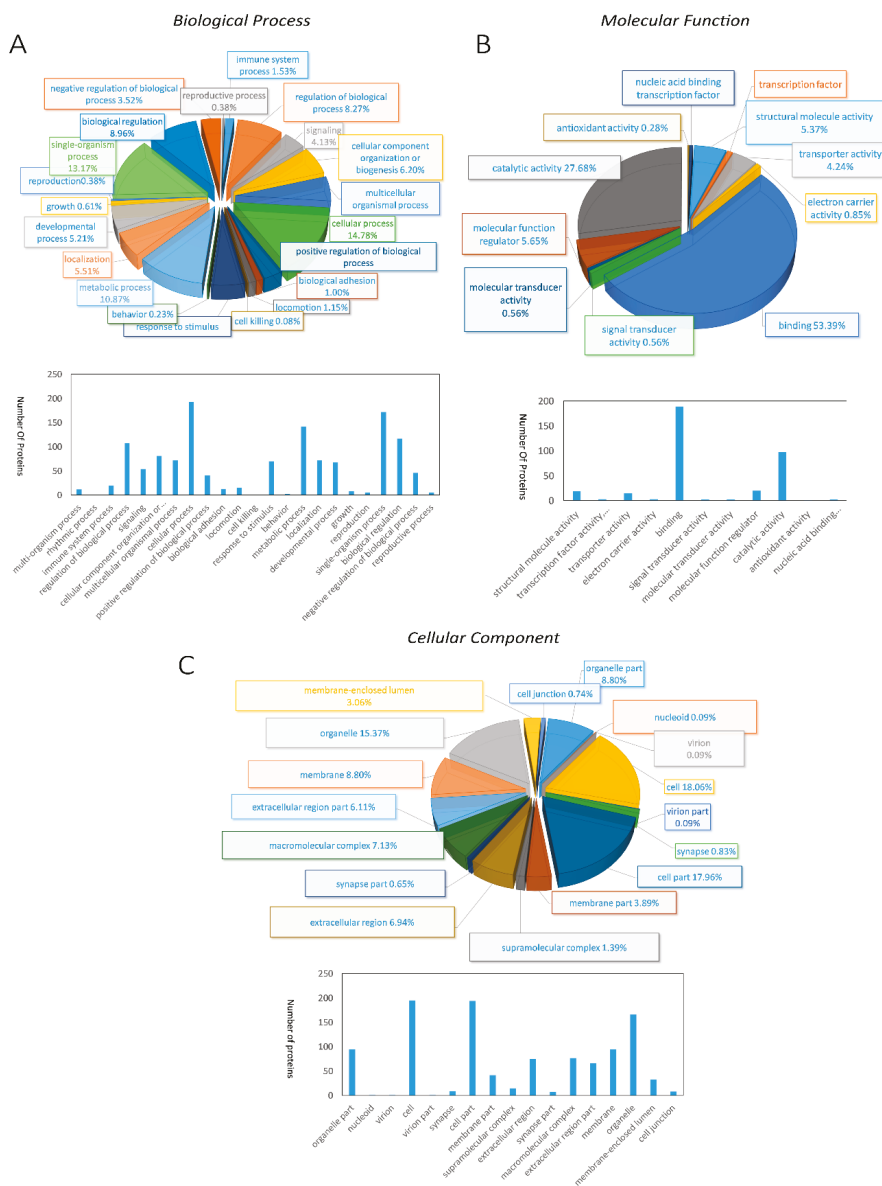 Biological Process
Molecular Function
A
B
immune system
process 1.53%
negative regulation of biological
process 3.52%
reproductive process
0.38%
regulation of biological
process 8.27%
biological regulation
8.96%
signaling
4.13%
single-organism
process
13.17%
cellular component
organization or
biogenesis 6.20%
reproduction0.38%
multicellular
organismal process
growth 0.61%
cellular process
14.78%
developmental
process 5.21%
positive regulation of biological
process
localization
5.51%
biological adhesion
1.00%
metabolic process
10.87%
locomotion 1.15%
behavior 0.23%
response to stimulus
cell killing 0.08%
nucleic acid binding
transcription factor
transcription factor
antioxidant activity 0.28%
structural molecule activity
5.37%
catalytic activity 27.68%
transporter activity
4.24%
electron carrier
activity 0.85%
molecular function
regulator 5.65%
molecular transducer
activity
0.56%
signal transducer
activity 0.56%
binding 53.39%
Number Of Proteins
250
200
150
100
50
0
multi-organism process
rhythmic process
immune system process
regulation of biological process
signaling
cellular component organization or...
multicellular organismal process
cellular process
positive regulation of biological process
biological adhesion
locomotion
cell killing
response to stimulus
behavior
metabolic process
localization
developmental process
growth
reproduction
single-organism process
biological regulation
negative regulation of biological process
reproductive process
Number Of Proteins
200
150
100
50
0
structural molecule activity
transcription factor activity,...
transporter activity
electron carrier activity
binding
signal transducer activity
molecular transducer activity
molecular function regulator
catalytic activity
antioxidant activity
nucleic acid binding...
Cellular Component
C
organelle part
8.80%
membrane-enclosed lumen
3.06%
cell junction 0.74%
nucleoid 0.09%
organelle 15.37%
virion
0.09%
membrane 8.80%
cell 18.06%
extracellular region part 6.11%
virion part
0.09%
macromolecular complex 7.13%
synapse 0.83%
synapse part 0.65%
cell part 17.96%
extracellular region 6.94%
membrane part 3.89%
supramolecular complex 1.39%
Number of proteins
250
200
150
100
50
0
organelle part
nucleoid
virion
cell
virion part
synapse
cell part
membrane part
supramolecular complex
extracellular region
synapse part
macromolecular complex
extracellular region part
membrane
organelle
membrane-enclosed lumen
cell junction